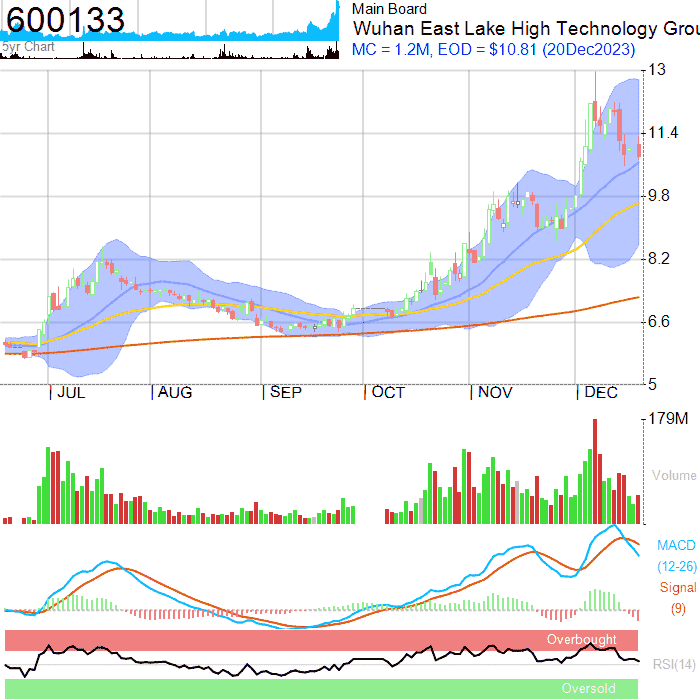 600133
5yr Chart
Main Board
Wuhan East Lake High Technology Grou
MC = 1.2M, EOD = $10.81 (20Dec2023)
13
11.4
9.8
8.2
6.6
5
JUL AUG SEP OCT NOV DEC
179M
Volume
MACD
(12-26)
Signal
(9)
Overbought
RSI(14)
Oversold